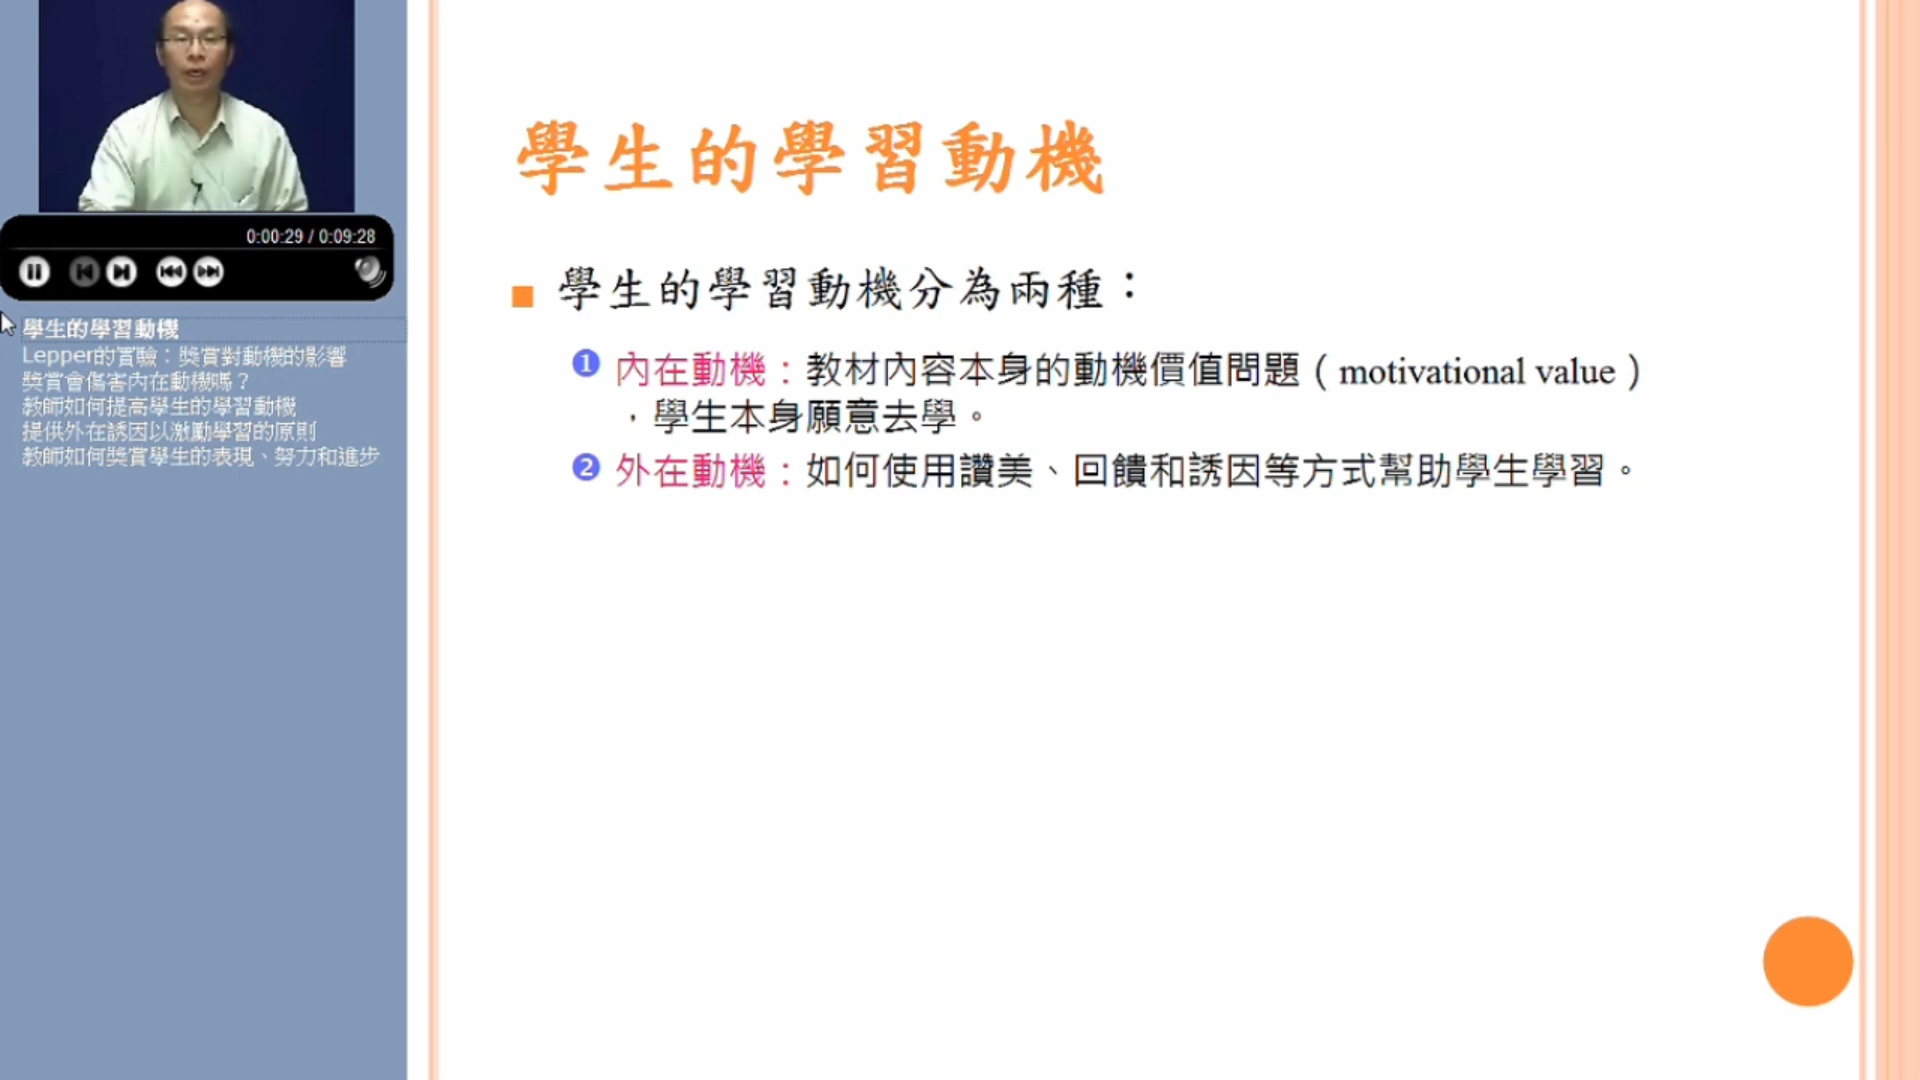 0:00:29 / 0:09:28
學生的學習動機
Lepper的實驗：獎賞對動機的影響
獎賞會傷害內在動機嗎？
教師如何提高學生的學習動機
提供外在誘因以激勵學習的原則
教師如何獎賞學生的表現、努力和進步
學生的學習動機
學生的學習動機分為兩種：
❶ 內在動機：教材內容本身的動機價值問題（motivational value）
，學生本身願意去學。
❷ 外在動機：如何使用讚美、回饋和誘因等方式幫助學生學習。